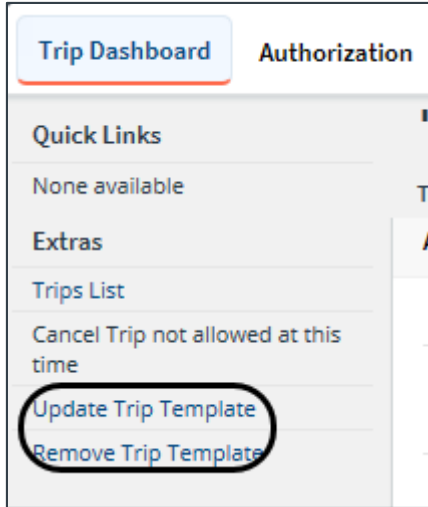 Trip Dashboard Authorization
Quick Links
None available
Extras
Trips List
Cancel Trip not allowed at this
time
Update Trip Template
Remove Trip Template